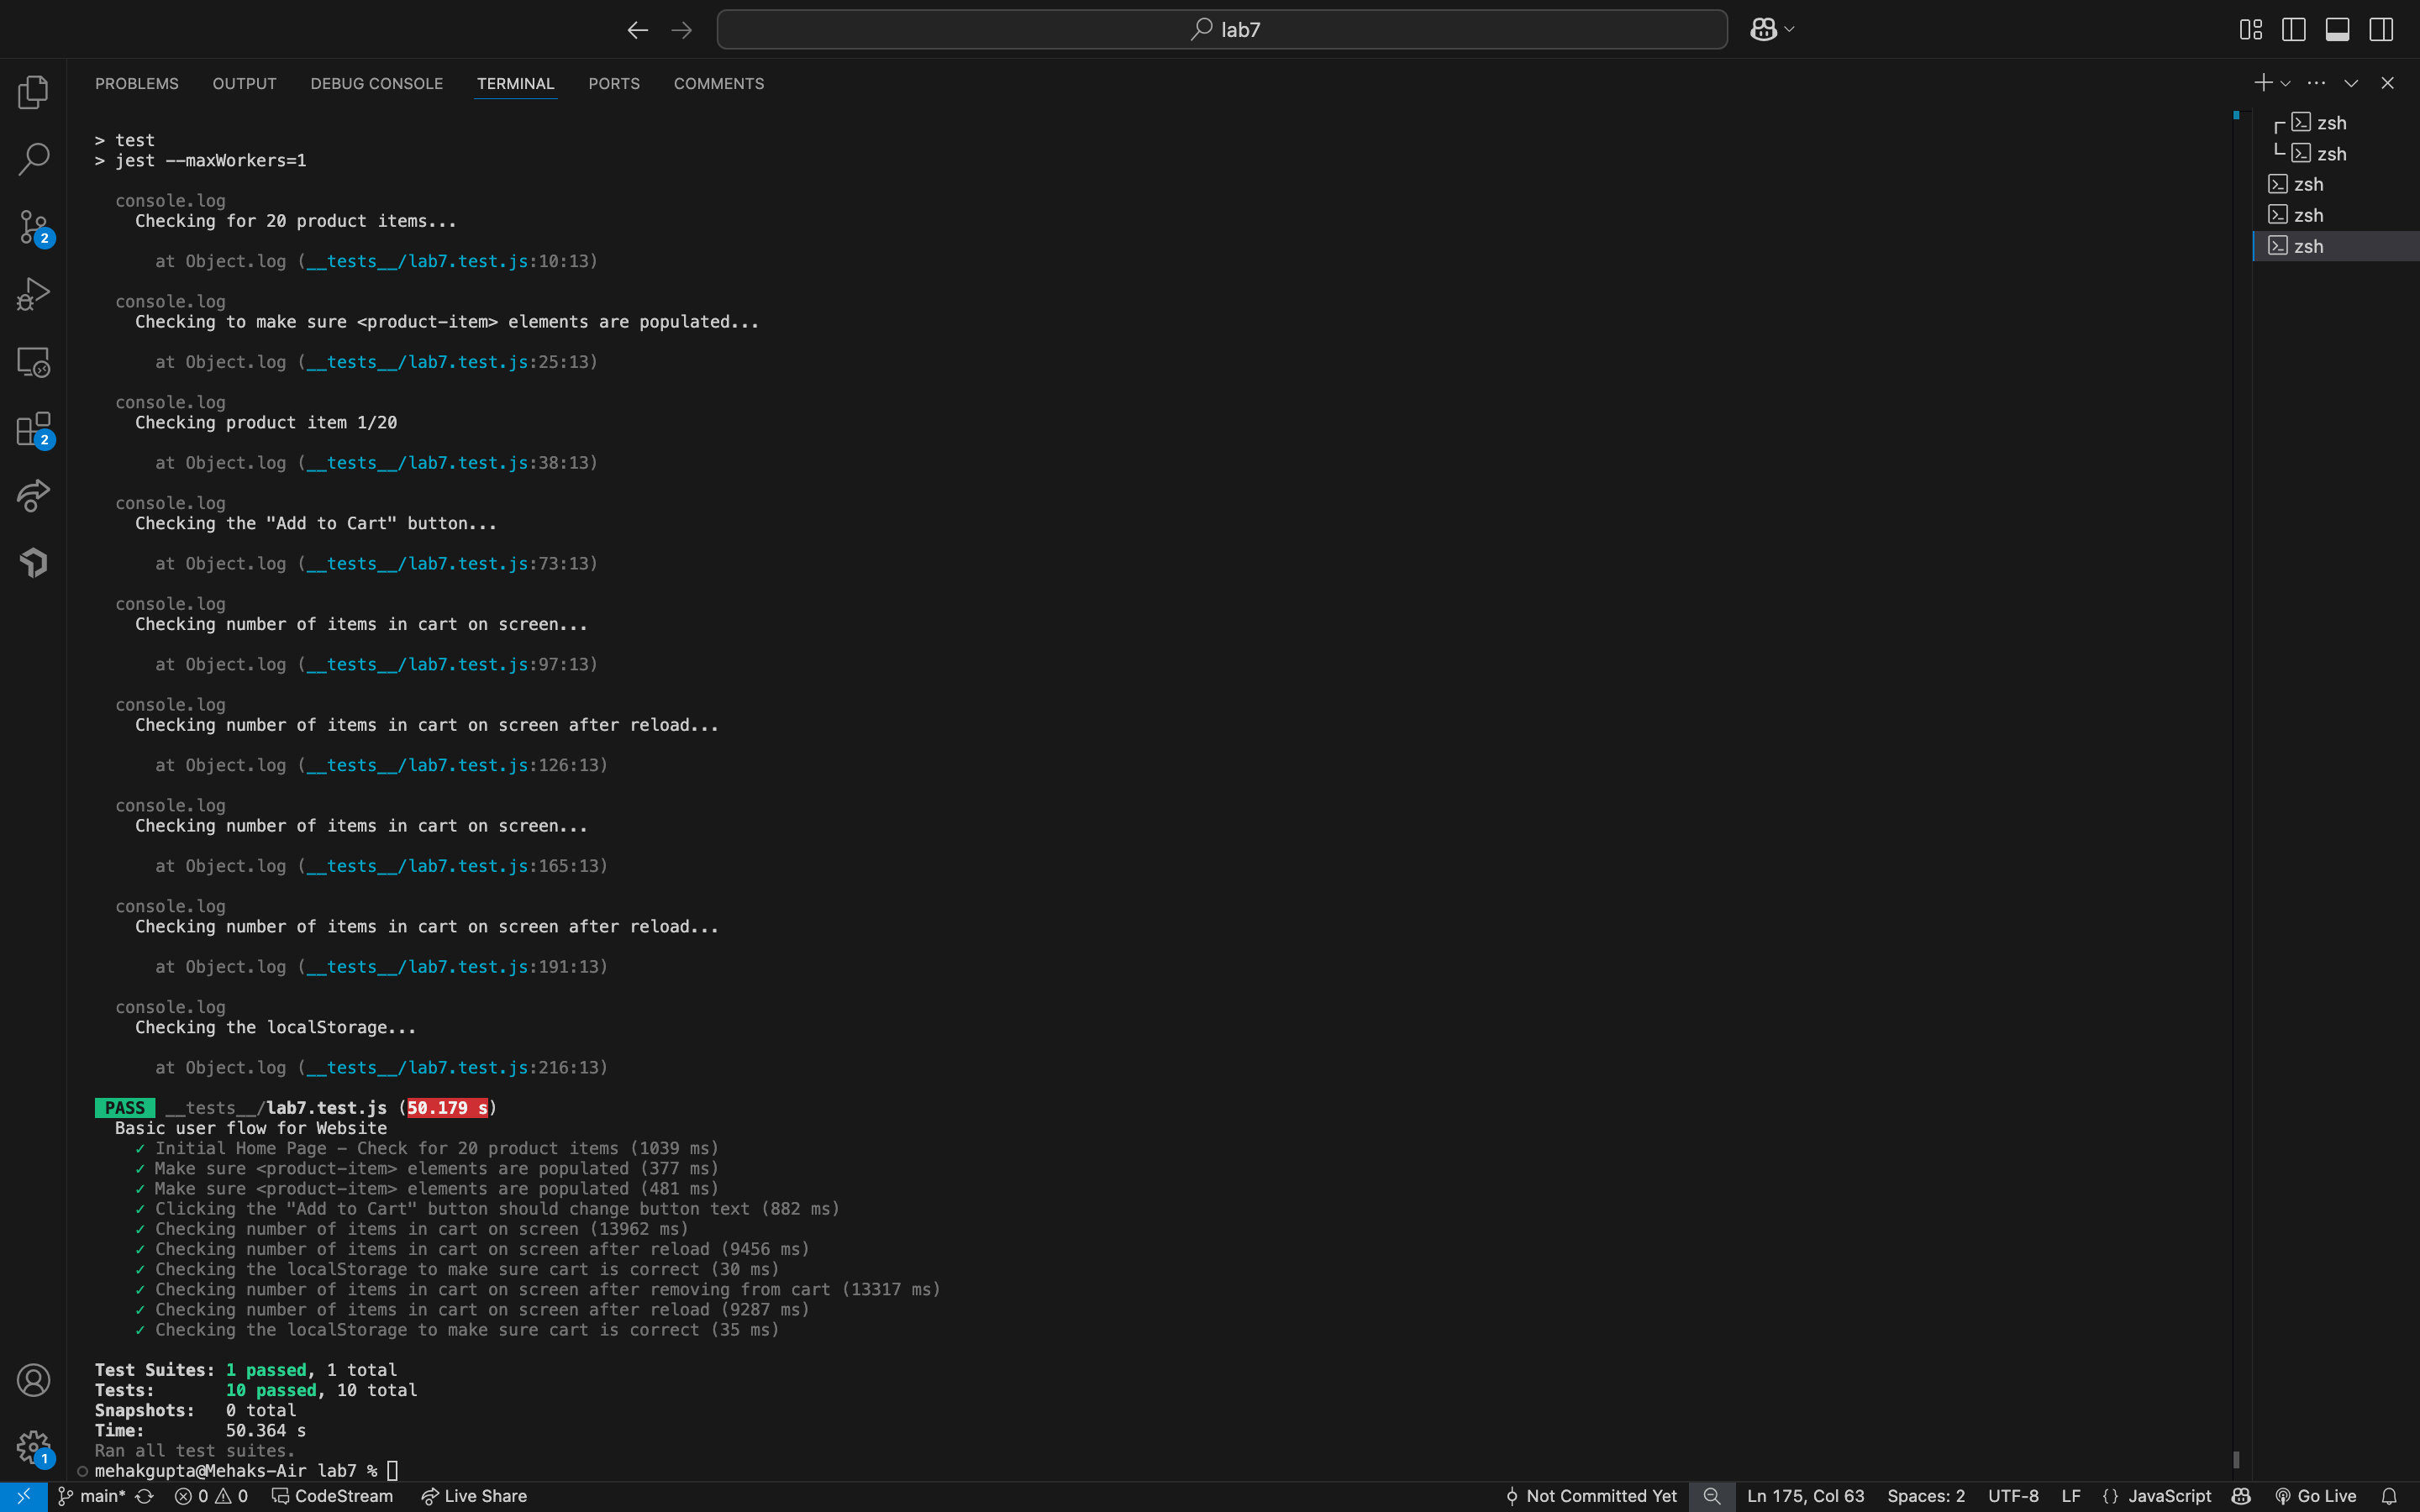 lab7
PROBLEMS OUTPUT DEBUG CONSOLE TERMINAL PORTS COMMENTS
> test
> jest --maxWorkers=1
console.log
Checking for 20 product items...
at Object.log (__tests__/lab7.test.js:10:13)
console.log
Checking to make sure <product-item> elements are populated...
at Object.log (__tests__/lab7.test.js:25:13)
console.log
Checking product item 1/20
at Object.log (__tests__/lab7.test.js:38:13)
console.log
Checking the "Add to Cart" button...
at Object.log (__tests__/lab7.test.js:73:13)
console.log
Checking number of items in cart on screen...
at Object.log (__tests__/lab7.test.js:97:13)
console.log
Checking number of items in cart on screen after reload...
at Object.log (__tests__/lab7.test.js:126:13)
console.log
Checking number of items in cart on screen...
at Object.log (__tests__/lab7.test.js:165:13)
console.log
Checking number of items in cart on screen after reload...
at Object.log (__tests__/lab7.test.js:191:13)
console.log
Checking the localStorage...
at Object.log (__tests__/lab7.test.js:216:13)
PASS __tests__/lab7.test.js (50.179 s)
Basic user flow for Website
✓ Initial Home Page – Check for 20 product items (1039 ms)
✓ Make sure <product-item> elements are populated (377 ms)
✓ Make sure <product-item> elements are populated (481 ms)
✓ Clicking the "Add to Cart" button should change button text (882 ms)
✓ Checking number of items in cart on screen (13962 ms)
✓ Checking number of items in cart on screen after reload (9456 ms)
✓ Checking the localStorage to make sure cart is correct (30 ms)
✓ Checking number of items in cart on screen after removing from cart (13317 ms)
✓ Checking number of items in cart on screen after reload (9287 ms)
✓ Checking the localStorage to make sure cart is correct (35 ms)
Test Suites: 1 passed, 1 total
Tests: 10 passed, 10 total
Snapshots: 0 total
Time: 50.364 s
Ran all test suites.
mehakgupta@Mehaks-Air lab7 %
zsh
zsh
zsh
zsh
zsh
2
2
1
main* 0 0 CodeStream Live Share Not Committed Yet Ln 175, Col 63 Spaces: 2 UTF-8 LF {} JavaScript Go Live